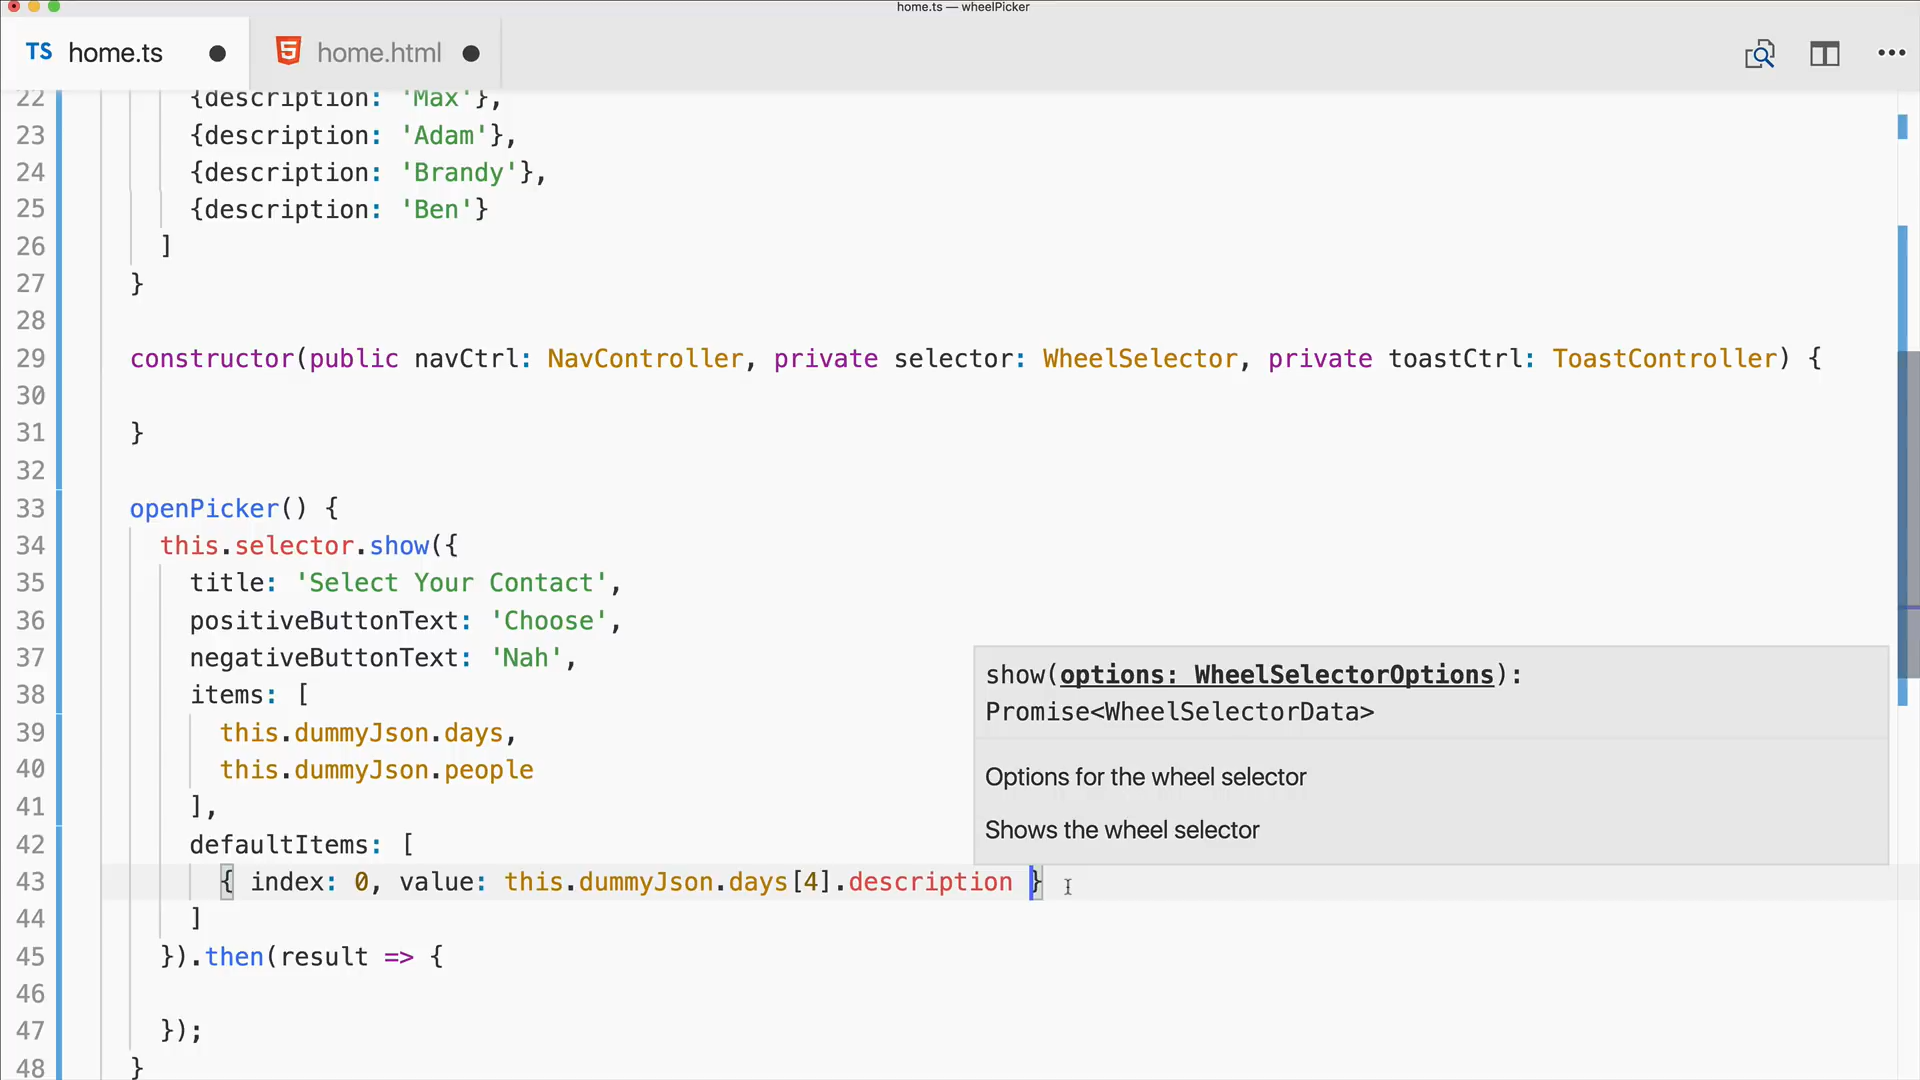 home.ts — wheelPicker
TS home.ts ● home.html ●
22 {description: 'Max'},
23 {description: 'Adam'},
24 {description: 'Brandy'},
25 {description: 'Ben'}
26 ]
27 }
28
29 constructor(public navCtrl: NavController, private selector: WheelSelector, private toastCtrl: ToastController) {
30
31 }
32
33 openPicker() {
34 this.selector.show({
35 title: 'Select Your Contact',
36 positiveButtonText: 'Choose',
37 negativeButtonText: 'Nah',
38 items: [
39 this.dummyJson.days,
40 this.dummyJson.people
41 ],
42 defaultItems: [
43 { index: 0, value: this.dummyJson.days[4].description }
44 ]
45 }).then(result => {
46
47 });
48 }
show(options: WheelSelectorOptions):
Promise<WheelSelectorData>
Options for the wheel selector
Shows the wheel selector